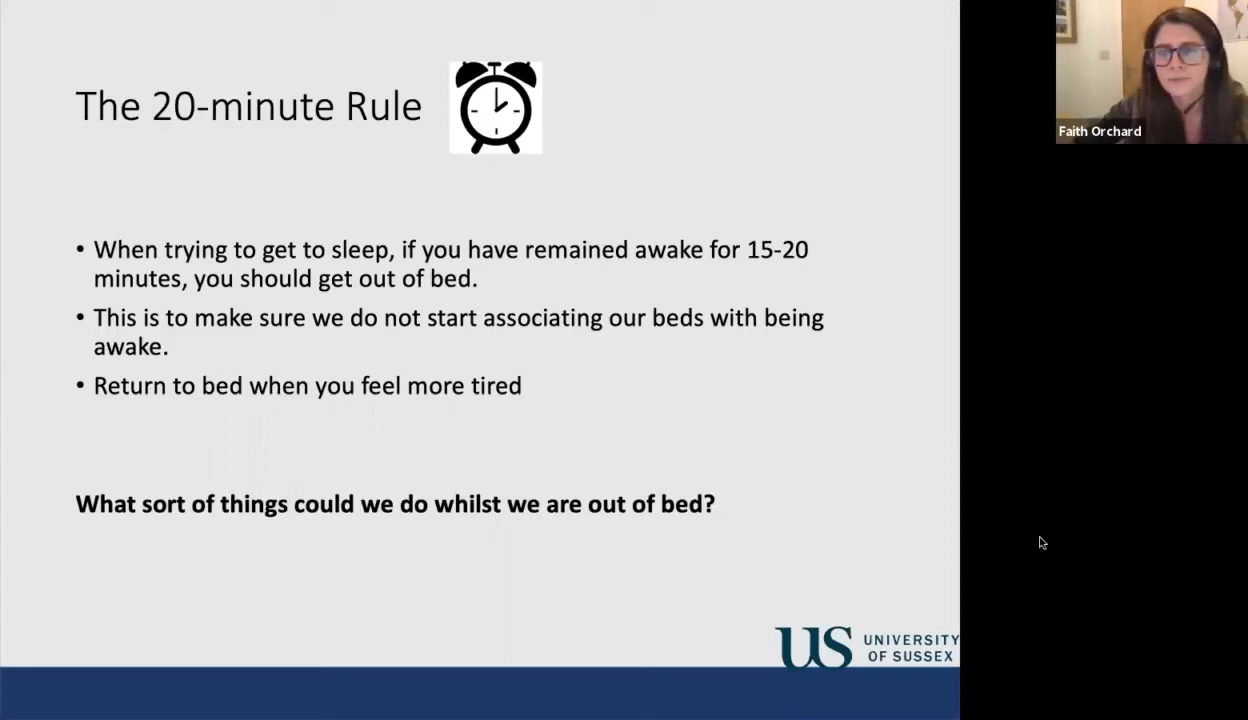 The 20-minute Rule
• When trying to get to sleep, if you have remained awake for 15-20
minutes, you should get out of bed.
• This is to make sure we do not start associating our beds with being
awake.
• Return to bed when you feel more tired
What sort of things could we do whilst we are out of bed?
US UNIVERSITY
OF SUSSEX
Faith Orchard